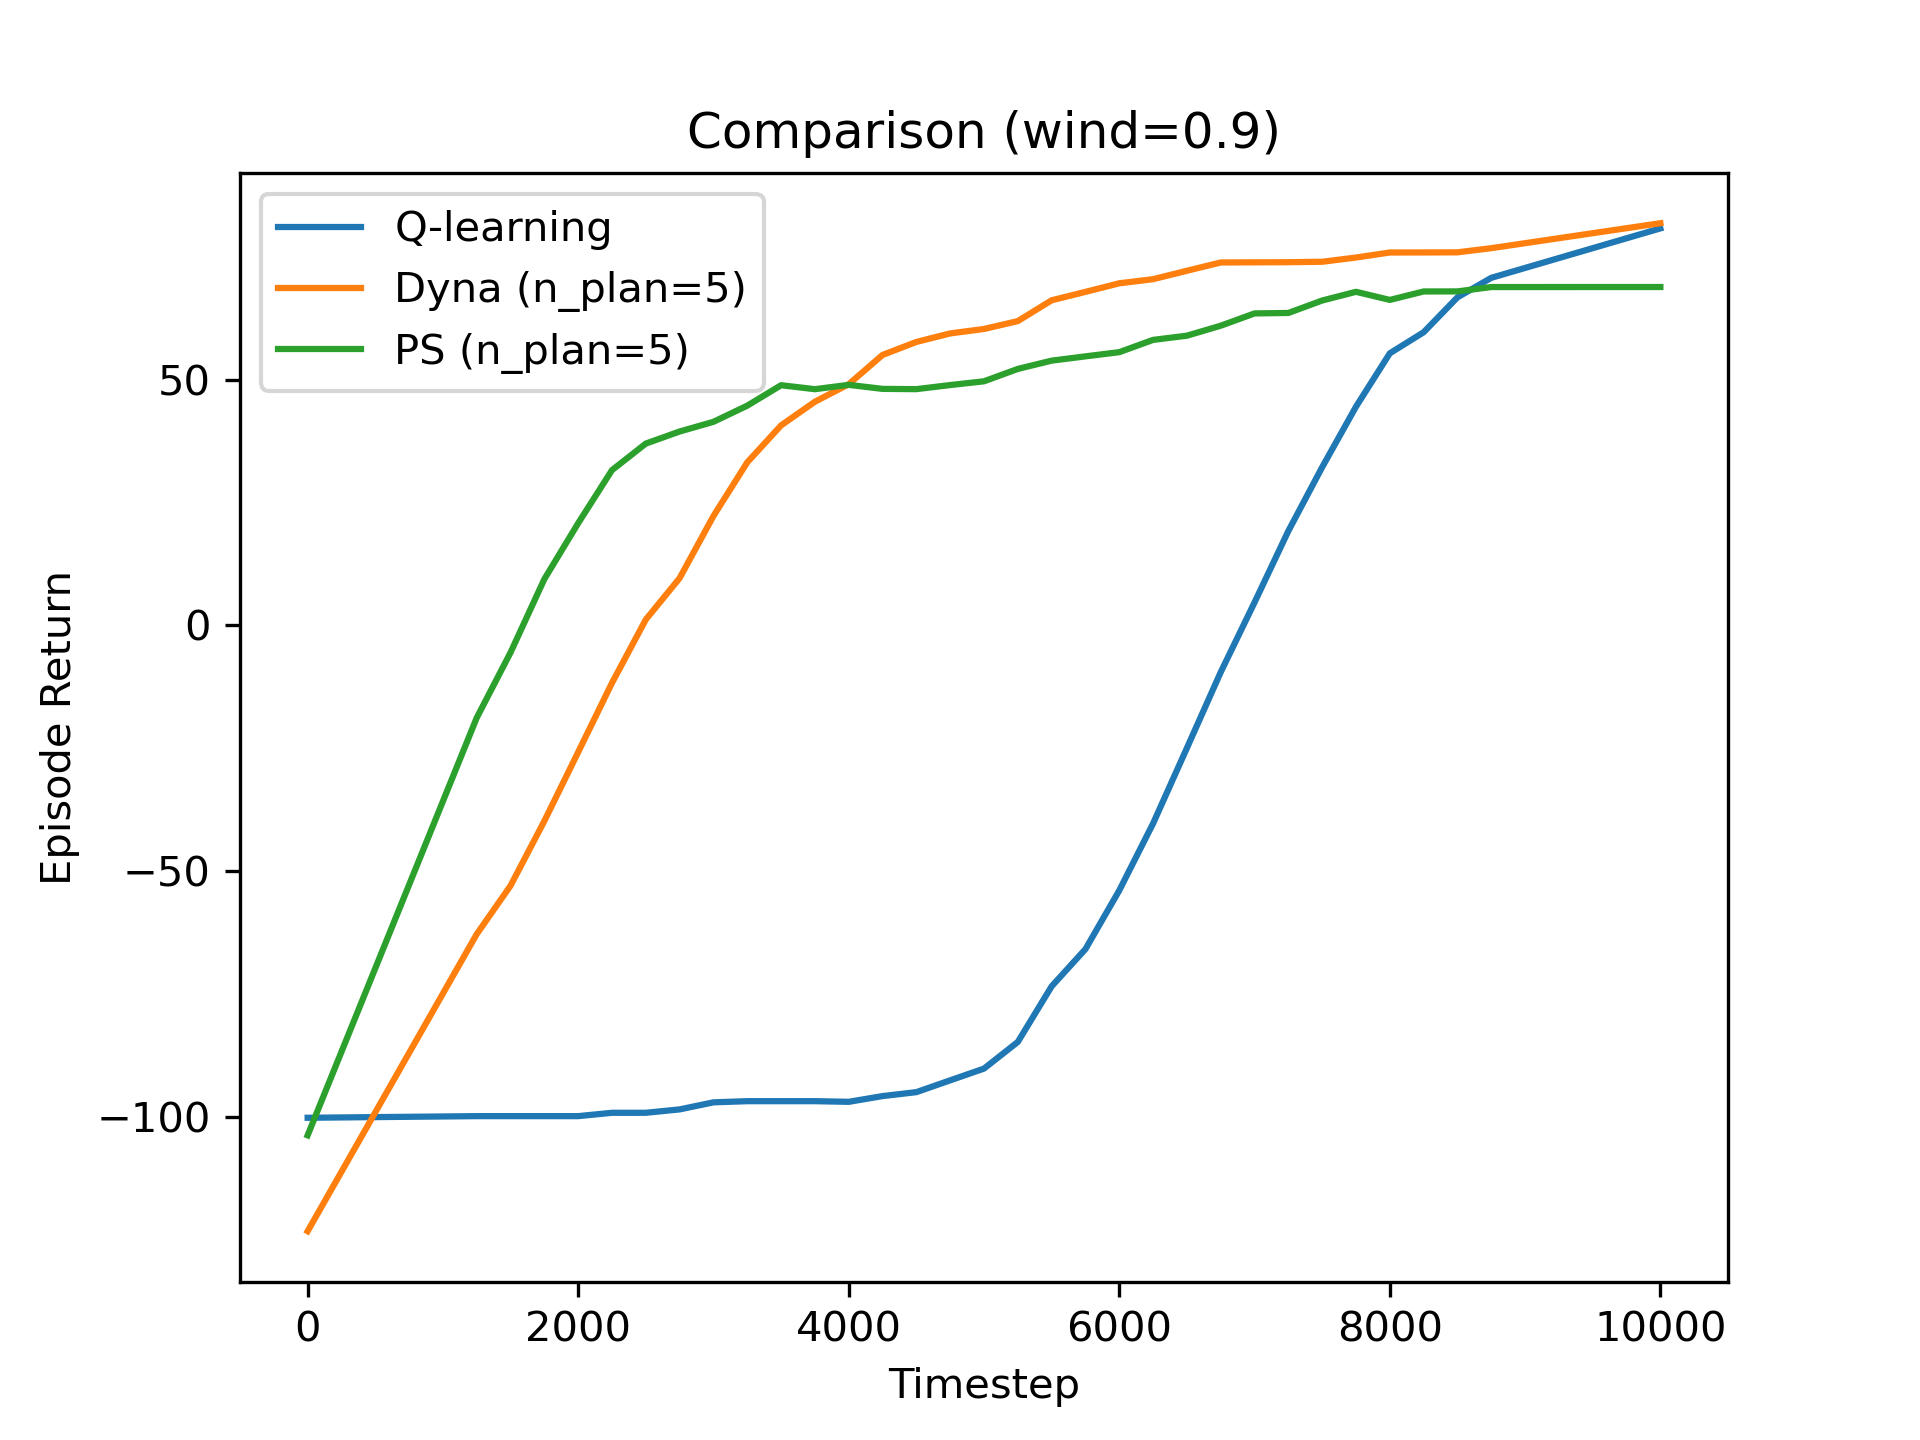 Comparison (wind=0.9)
Q-learning
Dyna (n_plan=5)
PS (n_plan=5)
50
0
−50
−100
Episode Return
0 2000 4000 6000 8000 10000
Timestep